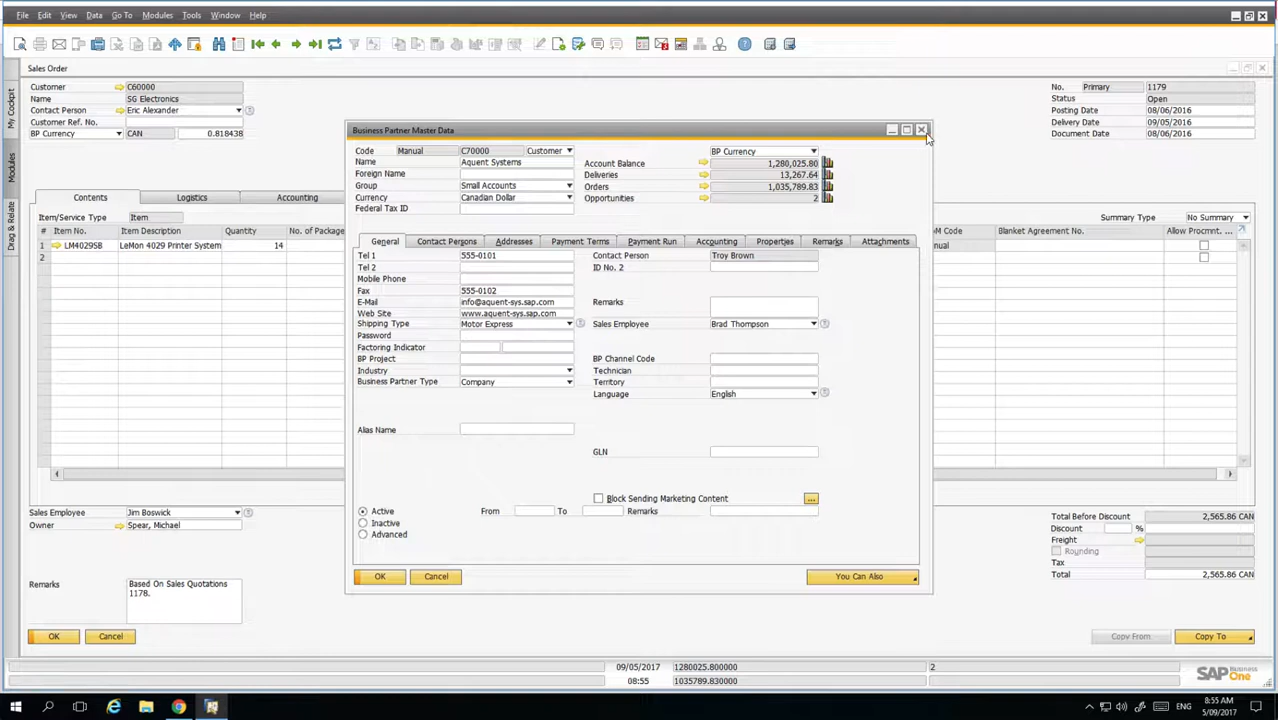 File Edit View Data Go To Modules Tools Window Help
Sales Order
My Cockpit
Modules
Drag & Relate
Customer C60000
Name SG Electronics
Contact Person Eric Alexander
Customer Ref. No.
BP Currency CAN 0.818438
No. Primary 1179
Status Open
Posting Date 08/06/2016
Delivery Date 09/05/2016
Document Date 08/06/2016
Contents Logistics Accounting
Item/Service Type Item
Summary Type No Summary
# Item No. Item Description Quantity No. of Package
1 LM4029SB LeMon 4029 Printer System 14
2
M Code Blanket Agreement No. Allow Procmnt.
anual
Business Partner Master Data
Code Manual C70000 Customer
Name Aquent Systems
Foreign Name
Group Small Accounts
Currency Canadian Dollar
Federal Tax ID
BP Currency
Account Balance 1,280,025.80
Deliveries 13,267.64
Orders 1,035,789.83
Opportunities 2
General Contact Persons Addresses Payment Terms Payment Run Accounting Properties Remarks Attachments
Tel 1 555-0101
Tel 2
Mobile Phone
Fax 555-0102
E-Mail info@aquent-sys.sap.com
Web Site www.aquent-sys.sap.com
Shipping Type Motor Express
Password
Factoring Indicator
BP Project
Industry
Business Partner Type Company
Alias Name
Contact Person Troy Brown
ID No. 2
Remarks
Sales Employee Brad Thompson
BP Channel Code
Technician
Territory
Language English
GLN
Block Sending Marketing Content ...
Active From To Remarks
Inactive
Advanced
OK Cancel You Can Also
Sales Employee Jim Boswick
Owner Spear, Michael
Remarks Based On Sales Quotations
1178.
Total Before Discount 2,565.86 CAN
Discount %
Freight
Rounding
Tax
Total 2,565.86 CAN
OK Cancel Copy From Copy To
09/05/2017 1280025.800000 2
08:55 1035789.830000
SAP Business One
ENG 8:55 AM
5/09/2017